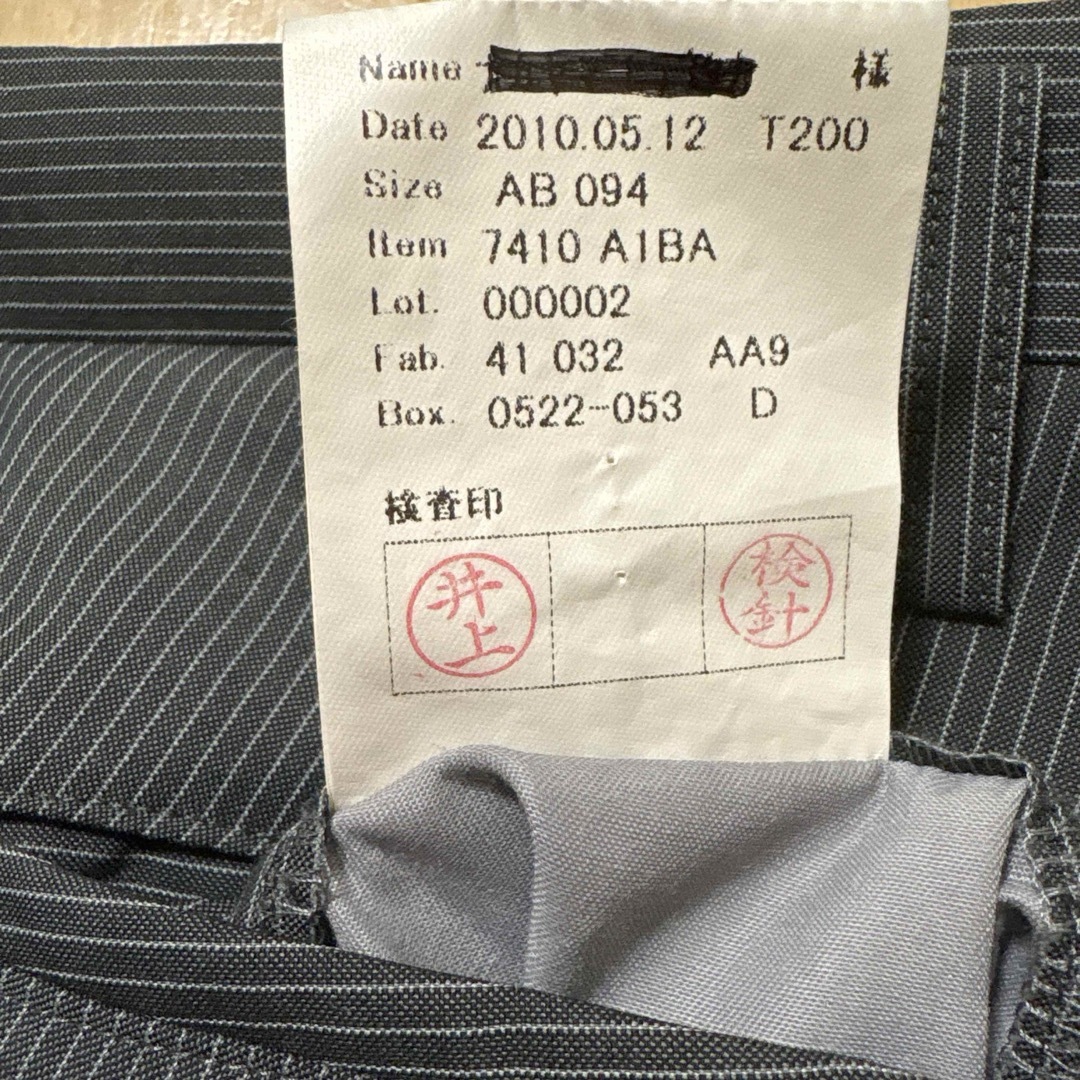 Name 様
Date 2010.05.12 T200
Size AB 094
Item 7410 A1BA
Lot. 000002
Fab. 41 032 AA9
Box. 0522-053 D
検査印
井上
検針